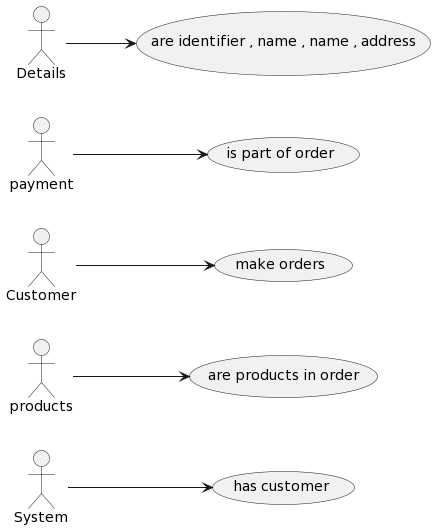 are identifier , name , name , address
Details
is part of order
payment
make orders
Customer
are products in order
products
has customer
System